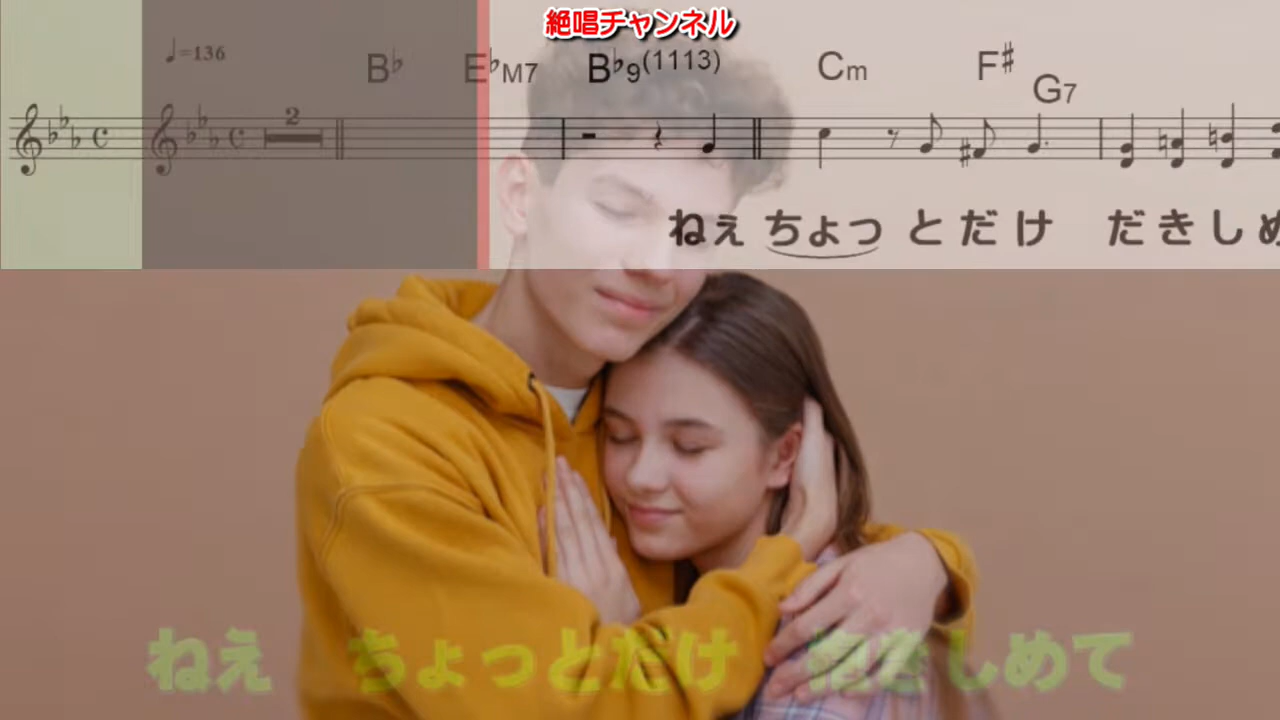 絶唱チャンネル
♩=136
B♭ E♭M7 B♭9(1113) Cm F♯ G7
2
ねぇ ちょっ と だ け だ き し め
ねえ ちょっとだけ 抱きしめて